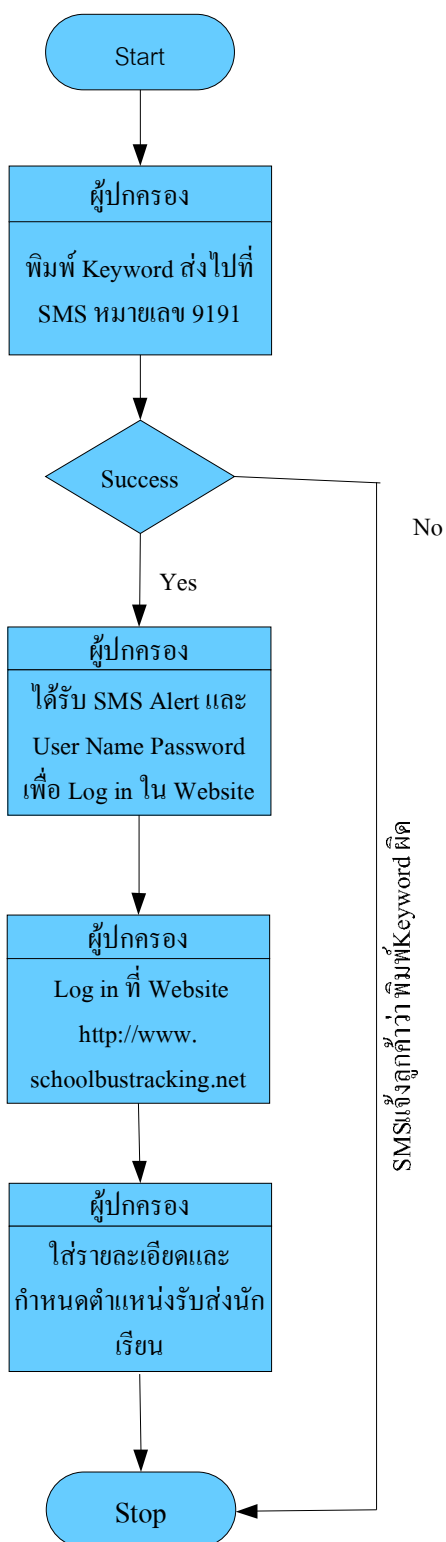 Start
ผู้ปกครอง
พิมพ์ Keyword ส่งไปที่
SMS หมายเลข 9191
Success
No
Yes
ผู้ปกครอง
ได้รับ SMS Alert และ
User Name Password
เพื่อ Log in ใน Website
ผู้ปกครอง
Log in ที่ Website
http://www.
schoolbustracking.net
SMSแจ้งลูกค้าว่า พิมพ์Keyword ผิด
ผู้ปกครอง
ใส่รายละเอียดและ
กำหนดตำแหน่งรับส่งนัก
เรียน
Stop